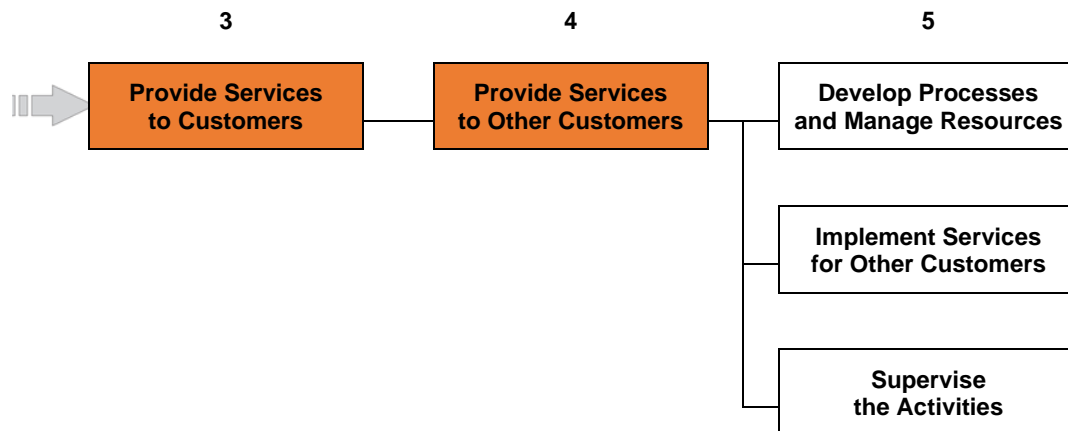 3 4 5
Provide Services
to Customers
Provide Services
to Other Customers
Develop Processes
and Manage Resources
Implement Services
for Other Customers
Supervise
the Activities